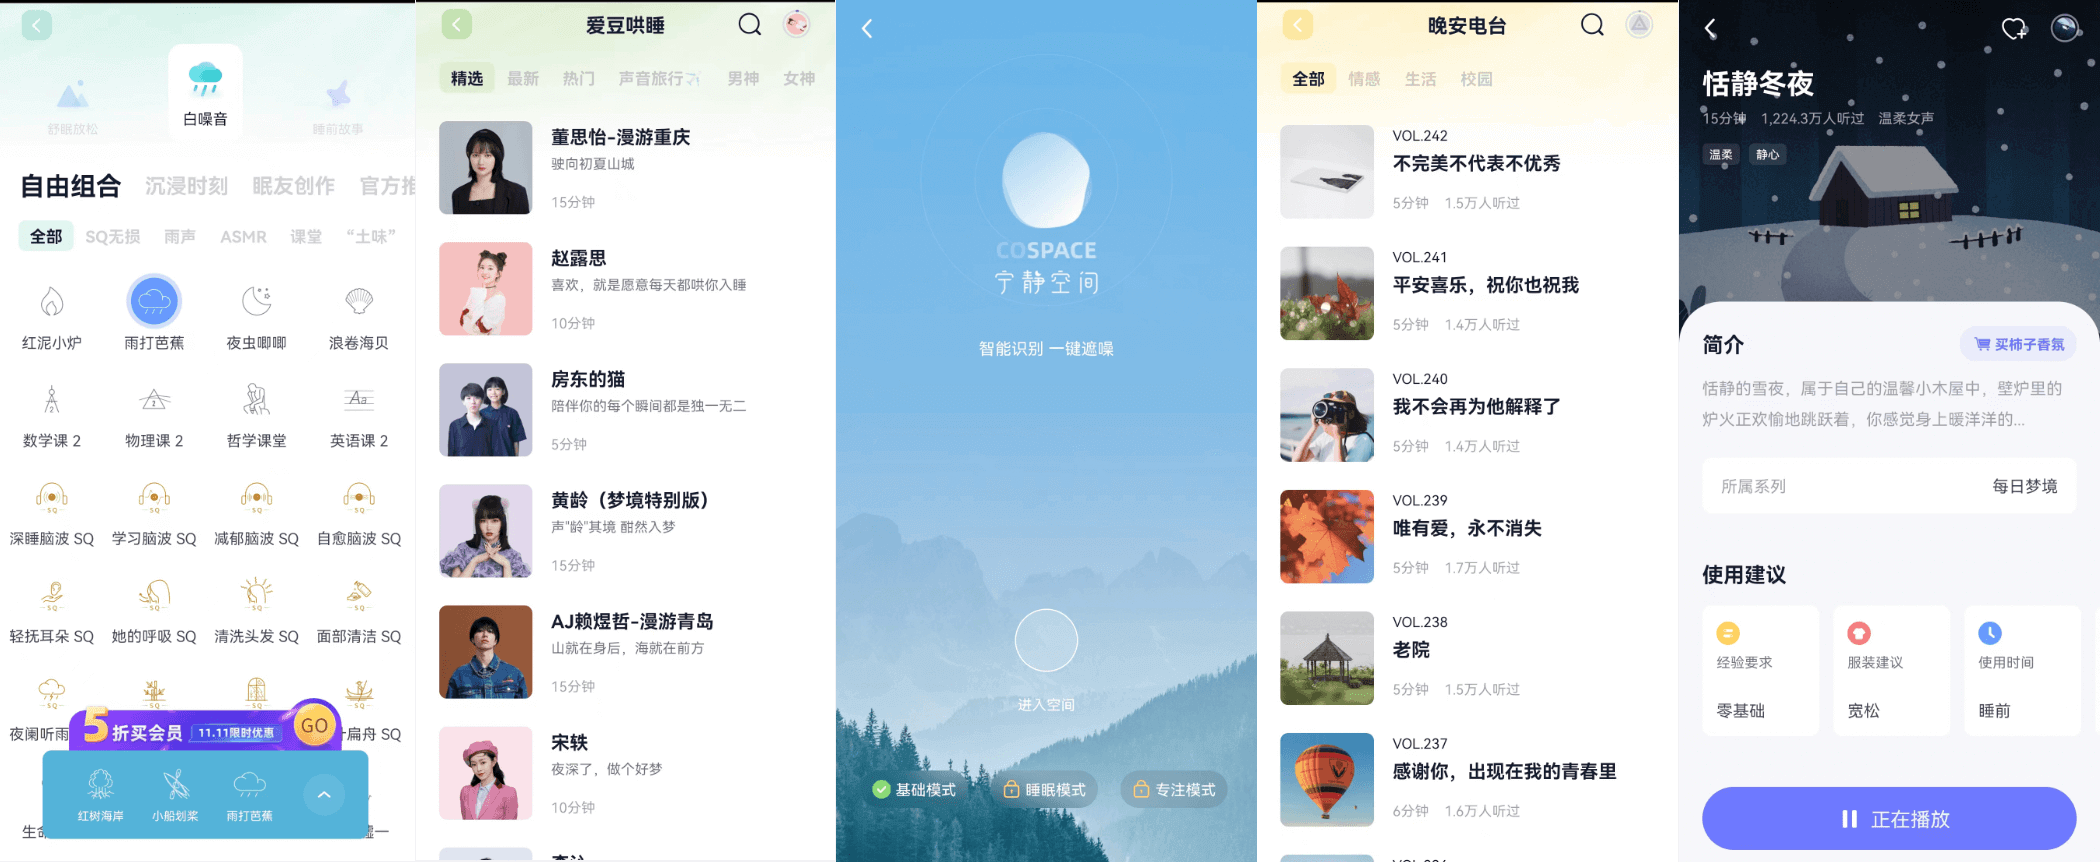 白噪音
舒眠放松
睡前故事
自由组合 沉浸时刻 眠友创作 官方推
全部 SQ无损 雨声 ASMR 课堂 “土味”
红泥小炉 雨打芭蕉 夜虫唧唧 浪卷海贝
数学课 2 物理课 2 哲学课堂 英语课 2
深睡脑波 SQ 学习脑波 SQ 减郁脑波 SQ 自愈脑波 SQ
轻抚耳朵 SQ 她的呼吸 SQ 清洗头发 SQ 面部清洁 SQ
夜阑听雨
扁舟 SQ
5折买会员 11.11限时优惠 GO
红树海岸 小船划桨 雨打芭蕉
生命
爱豆哄睡
精选 最新 热门 声音旅行 男神 女神
董思怡-漫游重庆
驶向初夏山城
15分钟
赵露思
喜欢，就是愿意每天都哄你入睡
10分钟
房东的猫
陪伴你的每个瞬间都是独一无二
5分钟
黄龄（梦境特别版）
声"龄"其境 酣然入梦
15分钟
AJ赖煜哲-漫游青岛
山就在身后，海就在前方
15分钟
宋轶
夜深了，做个好梦
10分钟
COSPACE
宁静空间
智能识别 一键遮噪
进入空间
基础模式 睡眠模式 专注模式
晚安电台
全部 情感 生活 校园
VOL.242
不完美不代表不优秀
5分钟 1.5万人听过
VOL.241
平安喜乐，祝你也祝我
5分钟 1.4万人听过
VOL.240
我不会再为他解释了
5分钟 1.4万人听过
VOL.239
唯有爱，永不消失
5分钟 1.7万人听过
VOL.238
老院
5分钟 1.5万人听过
VOL.237
感谢你，出现在我的青春里
6分钟 1.6万人听过
恬静冬夜
15分钟 1,224.3万人听过 温柔女声
温柔 静心
简介
买柿子香氛
恬静的雪夜，属于自己的温馨小木屋中，壁炉里的
炉火正欢愉地跳跃着，你感觉身上暖洋洋的...
所属系列 每日梦境
使用建议
经验要求 服装建议 使用时间
零基础 宽松 睡前
正在播放